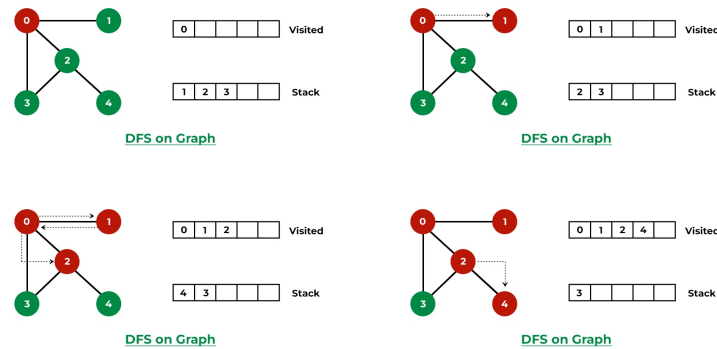 0 1 0 Visited
2
1 2 3 Stack
3 4
DFS on Graph
0 1 0 1 Visited
2
2 3 Stack
3 4
DFS on Graph
0 1 0 1 2 Visited
2
4 3 Stack
3 4
DFS on Graph
0 1 0 1 2 4 Visited
2
3 Stack
3 4
DFS on Graph